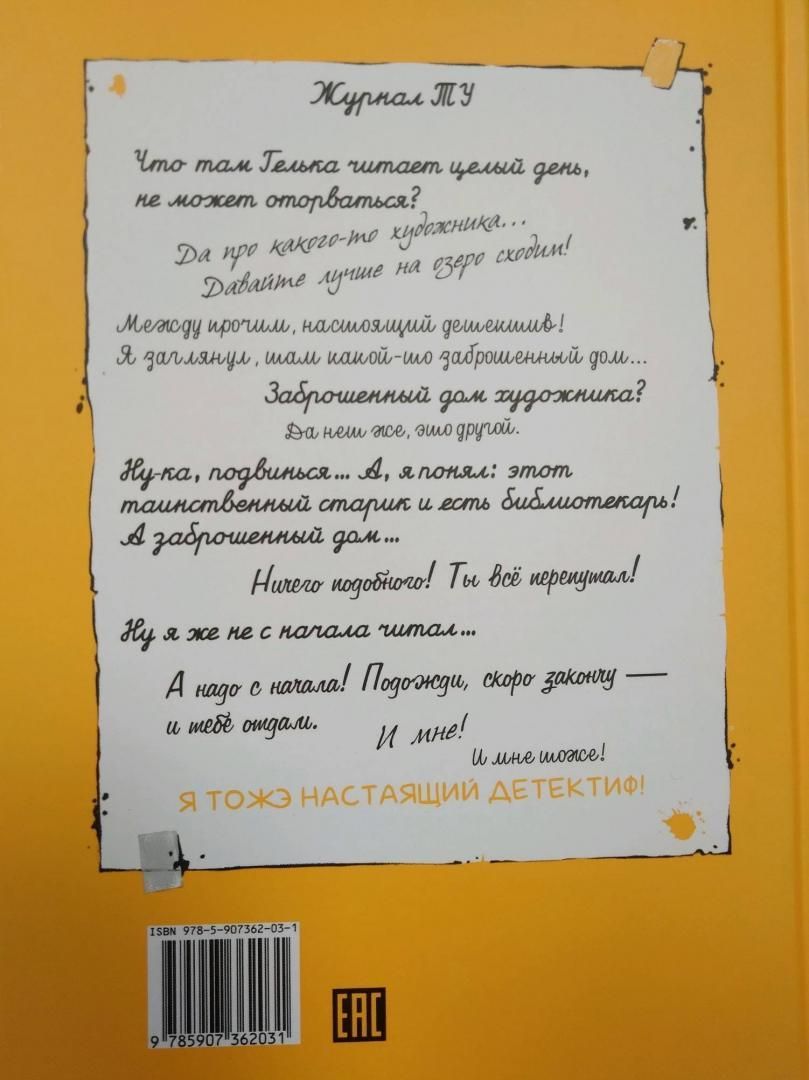 Журнал ТУ
Что там Гелька читает целый день,
не может оторваться?
Да про какого-то художника...
Давайте лучше на озеро сходим!
Между прочим, настоящий детектив!
Я заглянул, там какой-то заброшенный дом...
Заброшенный дом художника?
Да нет же, это другой.
Ну-ка, подвинься... А, я понял: этот
таинственный старик и есть библиотекарь!
А заброшенный дом...
Ничего подобного! Ты всё перепутал!
Ну я же не с начала читал...
А надо с начала! Подожди, скоро закончу —
и тебе отдам.
И мне!
И мне тоже!
Я ТОЖЭ НАСТАЯЩИЙ ДЕТЕКТИФ!
ISBN 978-5-907362-03-1
9 785907 362031
EAC